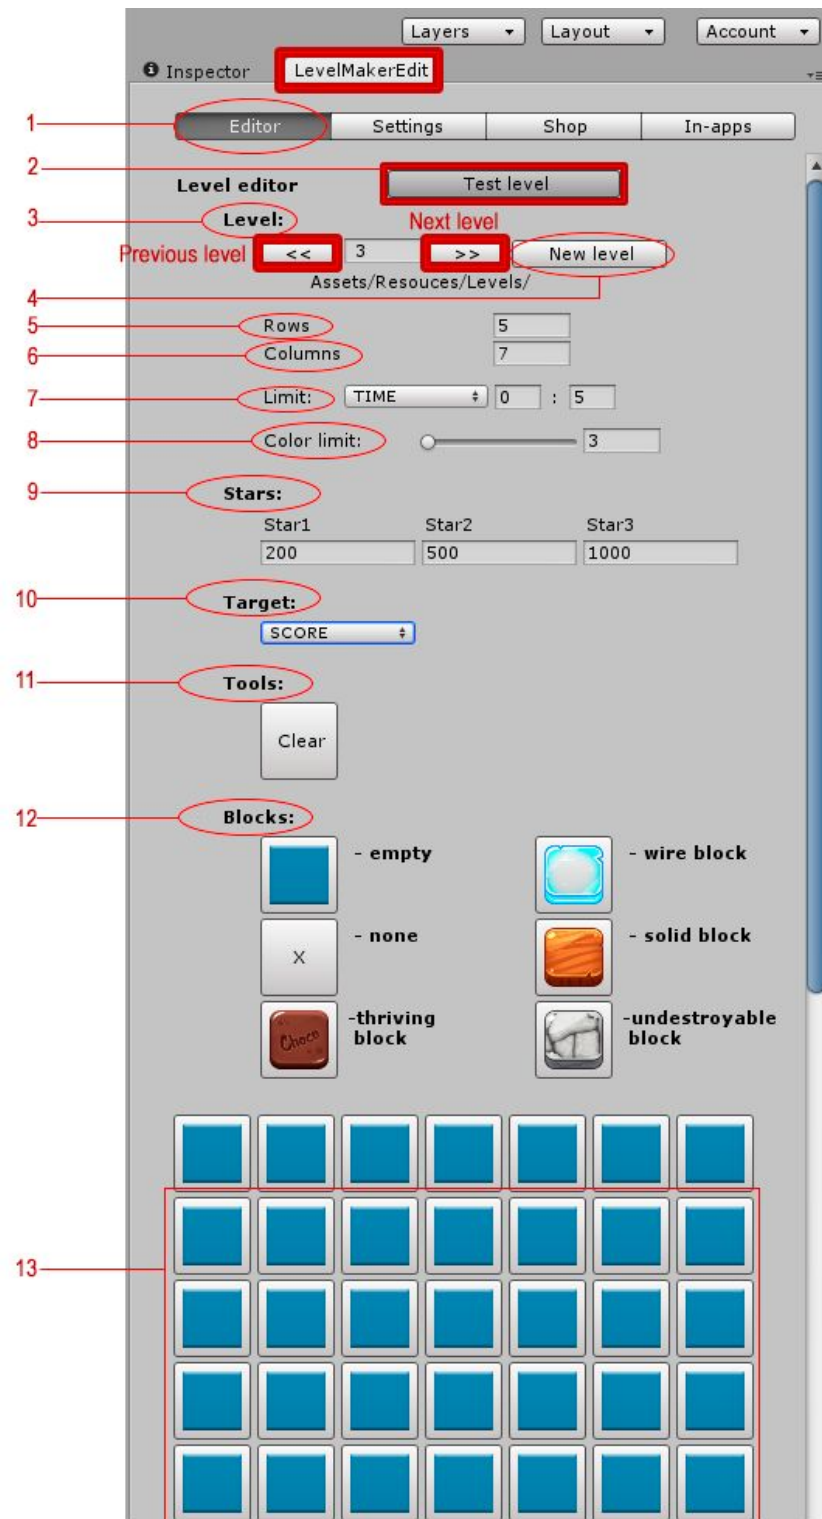 Layers Layout Account
Inspector LevelMakerEdit
1 Editor Settings Shop In-apps
2 Level editor Test level
3 Level: Next level
Previous level << 3 >> New level
4 Assets/Resouces/Levels/
5 Rows 5
6 Columns 7
7 Limit: TIME 0 : 5
8 Color limit: 3
9 Stars:
Star1 Star2 Star3
200 500 1000
10 Target:
SCORE
11 Tools:
Clear
12 Blocks:
- empty - wire block
X - none - solid block
Choco -thriving block -undestroyable block
13